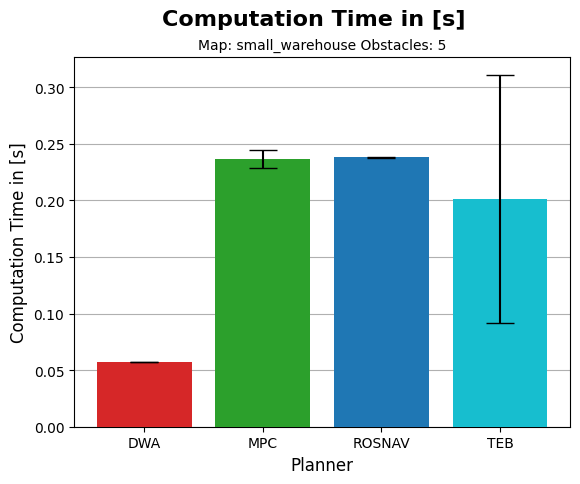 Computation Time in [s]
Map: small_warehouse Obstacles: 5
0.30
0.25
0.20
0.15
0.10
0.05
0.00
Computation Time in [s]
DWA MPC ROSNAV TEB
Planner